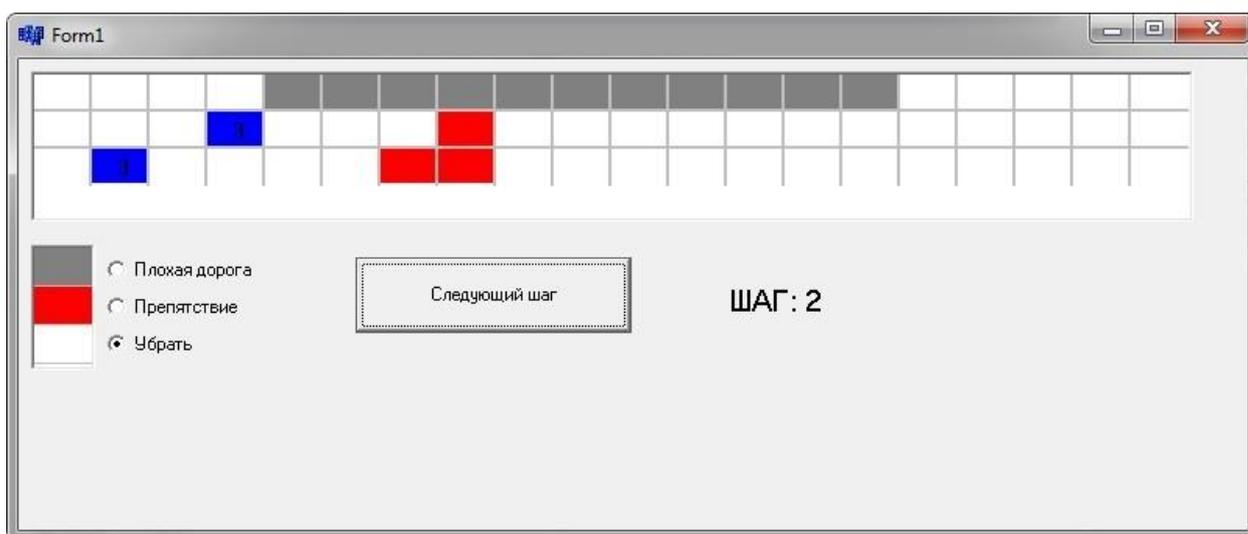 Form1
Плохая дорога
Препятствие
Убрать
Следующий шаг
ШАГ: 2